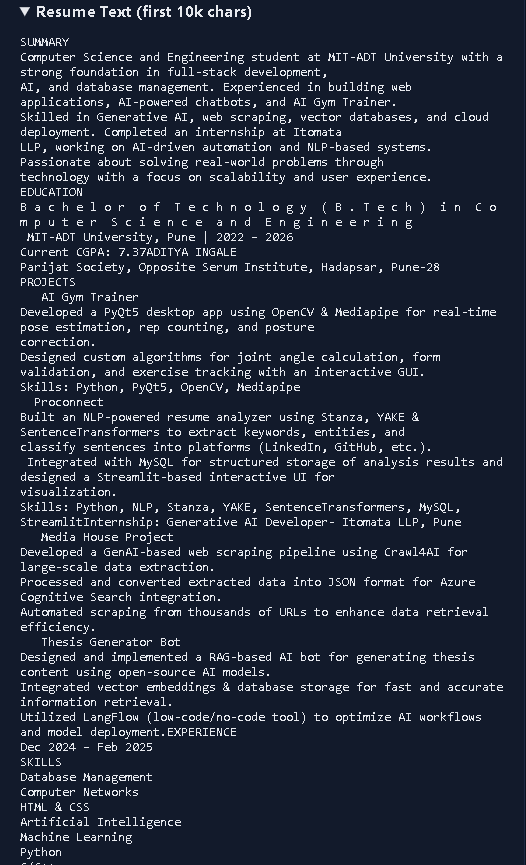 ▼ Resume Text (first 10k chars)
SUMMARY
Computer Science and Engineering student at MIT-ADT University with a
strong foundation in full-stack development,
AI, and database management. Experienced in building web
applications, AI-powered chatbots, and AI Gym Trainer.
Skilled in Generative AI, web scraping, vector databases, and cloud
deployment. Completed an internship at Itomata
LLP, working on AI-driven automation and NLP-based systems.
Passionate about solving real-world problems through
technology with a focus on scalability and user experience.
EDUCATION
B a c h e l o r  o f  T e c h n o l o g y  ( B . T e c h )  i n  C o
m p u t e r  S c i e n c e  a n d  E n g i n e e r i n g
MIT-ADT University, Pune | 2022 – 2026
Current CGPA: 7.37ADITYA INGALE
Parijat Society, Opposite Serum Institute, Hadapsar, Pune-28
PROJECTS
AI Gym Trainer
Developed a PyQt5 desktop app using OpenCV & Mediapipe for real-time
pose estimation, rep counting, and posture
correction.
Designed custom algorithms for joint angle calculation, form
validation, and exercise tracking with an interactive GUI.
Skills: Python, PyQt5, OpenCV, Mediapipe
Proconnect
Built an NLP-powered resume analyzer using Stanza, YAKE &
SentenceTransformers to extract keywords, entities, and
classify sentences into platforms (LinkedIn, GitHub, etc.).
Integrated with MySQL for structured storage of analysis results and
designed a Streamlit-based interactive UI for
visualization.
Skills: Python, NLP, Stanza, YAKE, SentenceTransformers, MySQL,
StreamlitInternship: Generative AI Developer- Itomata LLP, Pune
Media House Project
Developed a GenAI-based web scraping pipeline using Crawl4AI for
large-scale data extraction.
Processed and converted extracted data into JSON format for Azure
Cognitive Search integration.
Automated scraping from thousands of URLs to enhance data retrieval
efficiency.
Thesis Generator Bot
Designed and implemented a RAG-based AI bot for generating thesis
content using open-source AI models.
Integrated vector embeddings & database storage for fast and accurate
information retrieval.
Utilized LangFlow (low-code/no-code tool) to optimize AI workflows
and model deployment.EXPERIENCE
Dec 2024 – Feb 2025
SKILLS
Database Management
Computer Networks
HTML & CSS
Artificial Intelligence
Machine Learning
Python